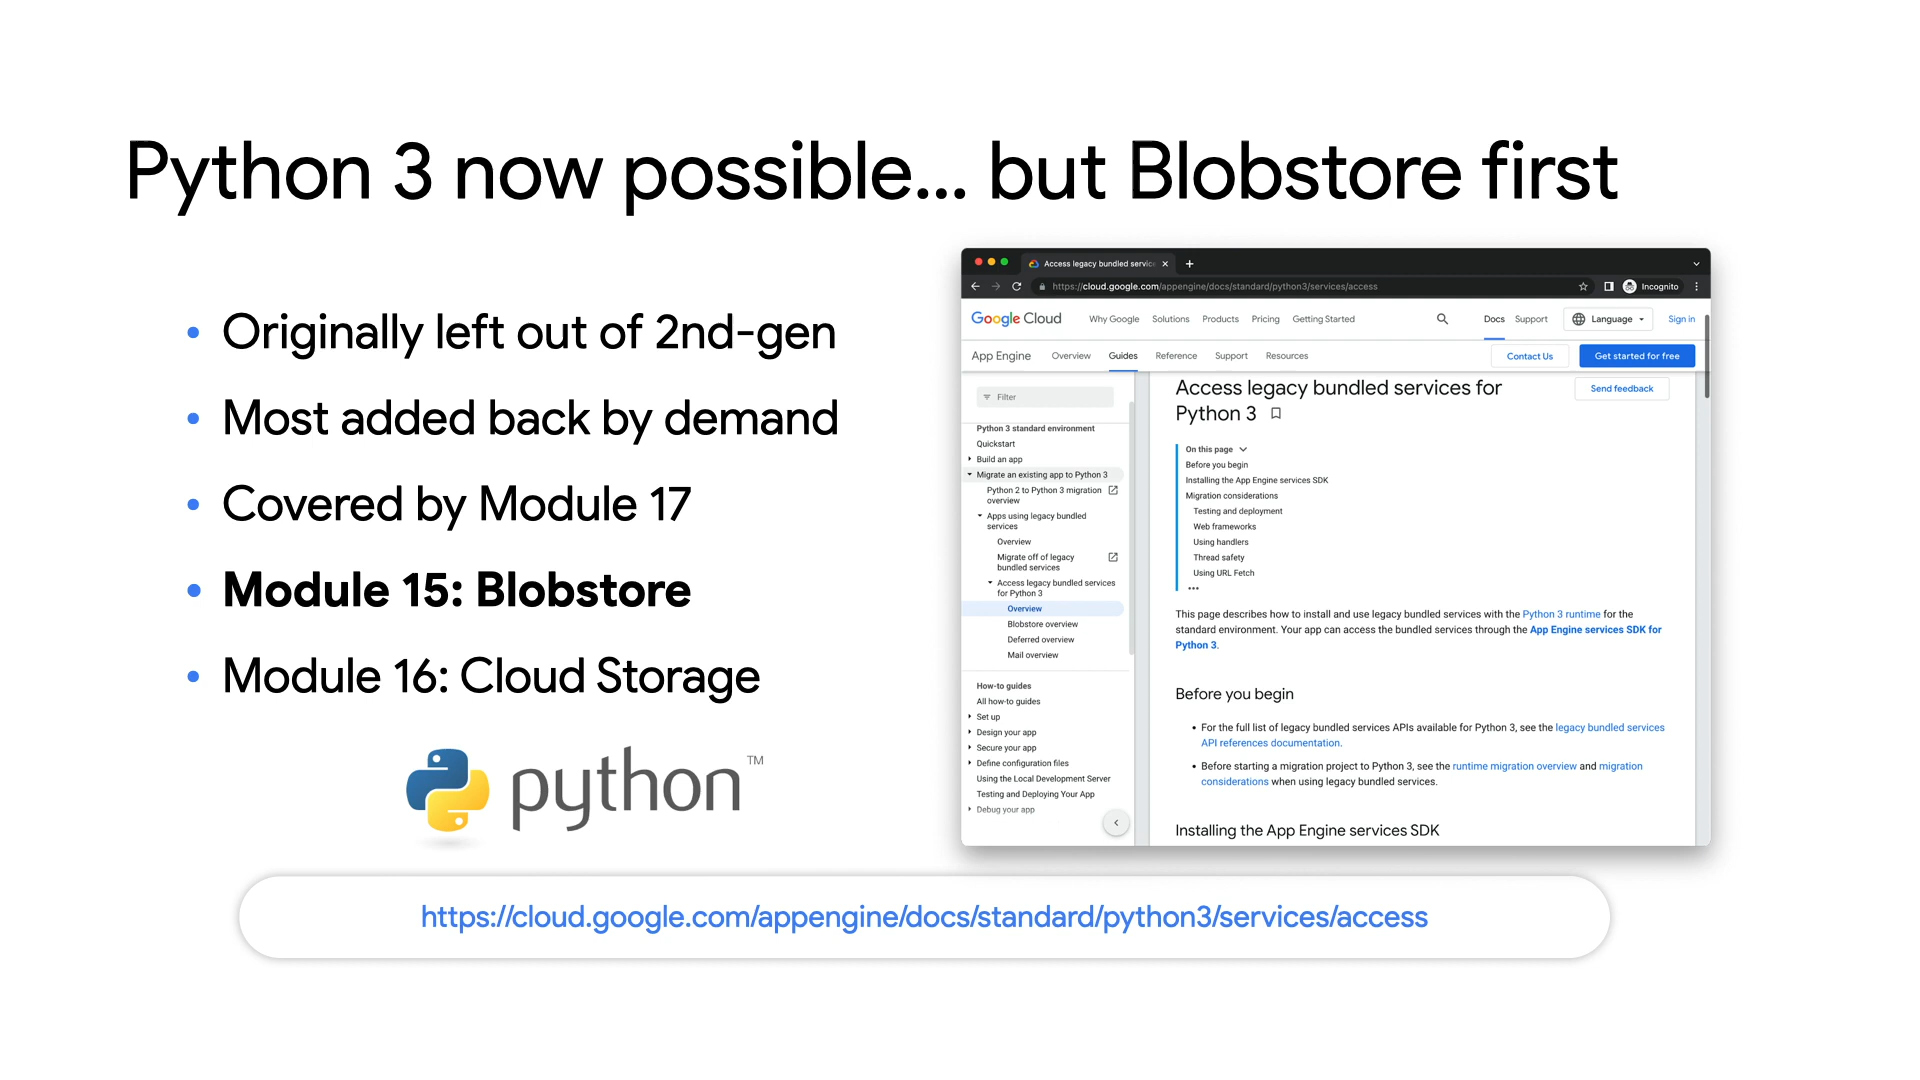 Python 3 now possible... but Blobstore first
• Originally left out of 2nd-gen
• Most added back by demand
• Covered by Module 17
• Module 15: Blobstore
• Module 16: Cloud Storage
python™
Access legacy bundled servic
https://cloud.google.com/appengine/docs/standard/python3/services/access
Incognito
Google Cloud Why Google Solutions Products Pricing Getting Started Docs Support Language Sign in
App Engine Overview Guides Reference Support Resources Contact Us Get started for free
Filter
Python 3 standard environment
Quickstart
Build an app
Migrate an existing app to Python 3
Python 2 to Python 3 migration
overview
Apps using legacy bundled
services
Overview
Migrate off of legacy
bundled services
Access legacy bundled services
for Python 3
Overview
Blobstore overview
Deferred overview
Mail overview
How-to guides
All how-to guides
Set up
Design your app
Secure your app
Define configuration files
Using the Local Development Server
Testing and Deploying Your App
Debug your app
Access legacy bundled services for
Python 3
Send feedback
On this page
Before you begin
Installing the App Engine services SDK
Migration considerations
Testing and deployment
Web frameworks
Using handlers
Thread safety
Using URL Fetch
•••
This page describes how to install and use legacy bundled services with the Python 3 runtime for the
standard environment. Your app can access the bundled services through the App Engine services SDK for
Python 3.
Before you begin
• For the full list of legacy bundled services APIs available for Python 3, see the legacy bundled services
API references documentation.
• Before starting a migration project to Python 3, see the runtime migration overview and migration
considerations when using legacy bundled services.
Installing the App Engine services SDK
https://cloud.google.com/appengine/docs/standard/python3/services/access